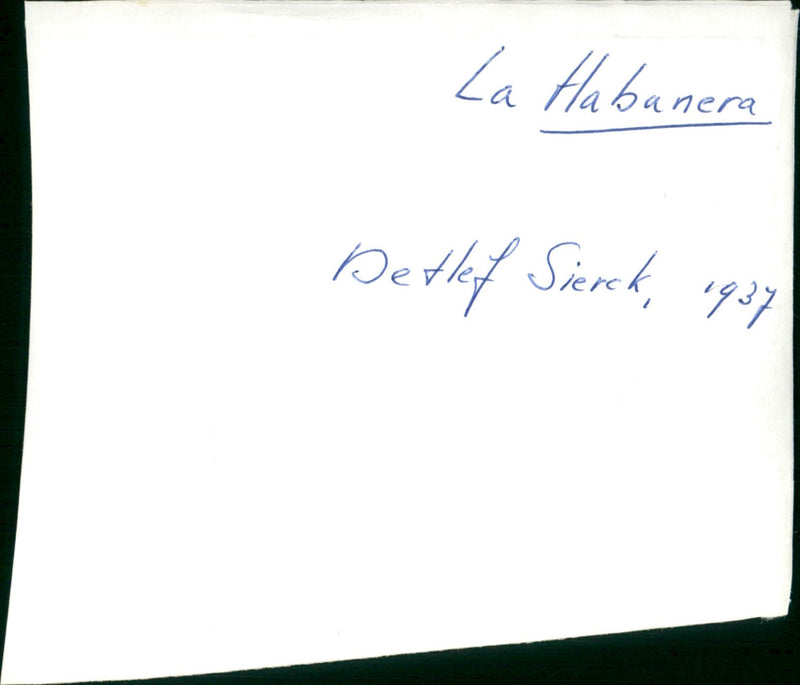 La Habanera
Detlef Sierck, 1937